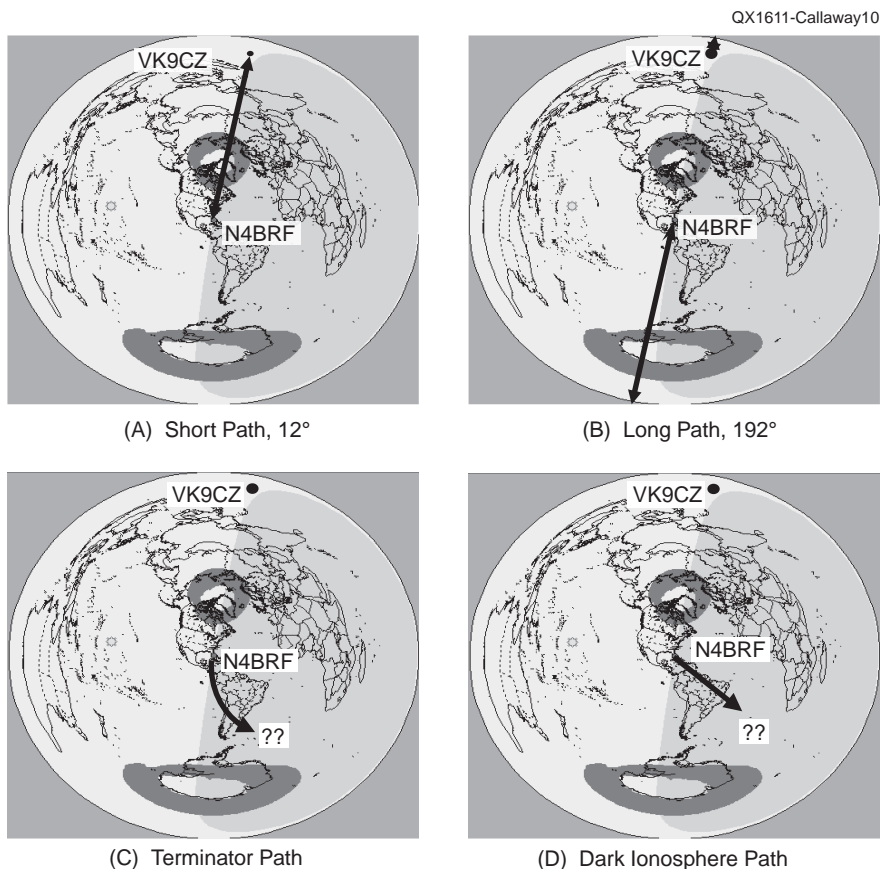 QX1611-Callaway10
VK9CZ
N4BRF
(A) Short Path, 12°
VK9CZ
N4BRF
(B) Long Path, 192°
VK9CZ
N4BRF
??
(C) Terminator Path
VK9CZ
N4BRF
??
(D) Dark Ionosphere Path